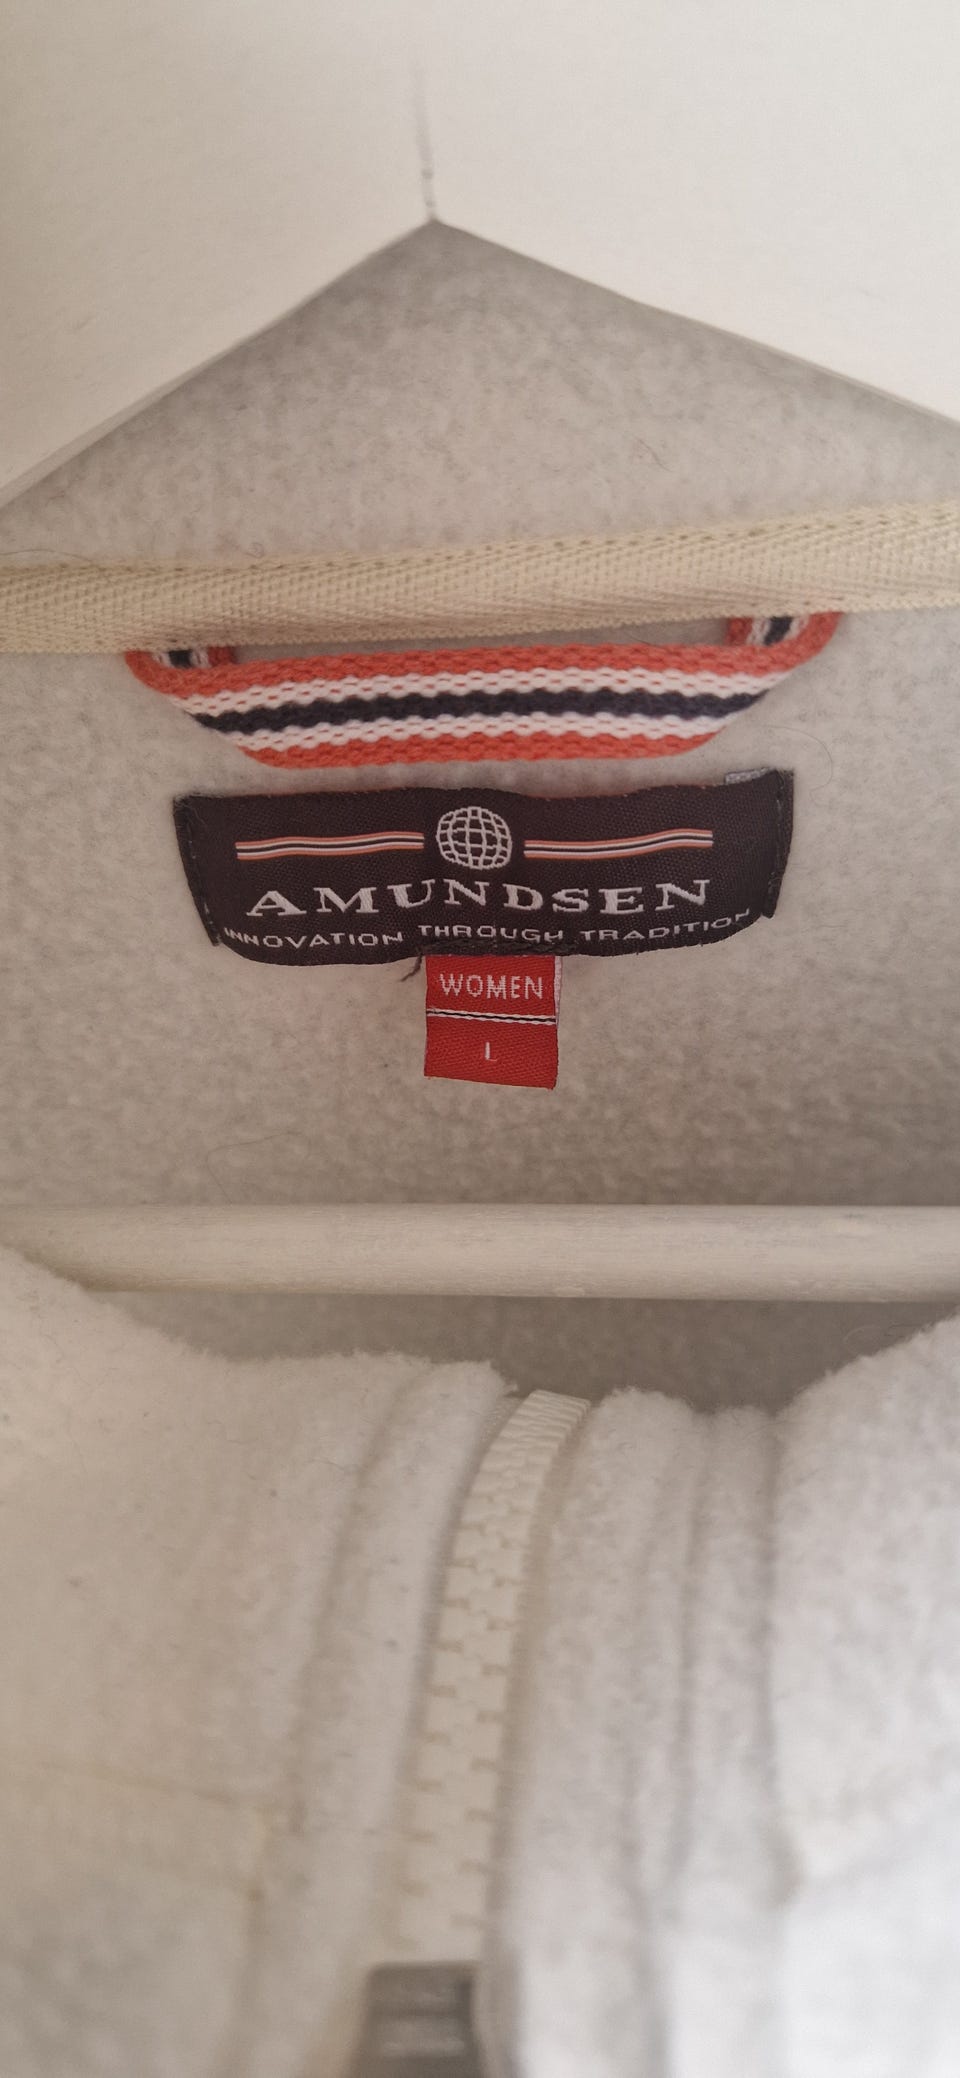 AMUNDSEN
INNOVATION THROUGH TRADITION
WOMEN
L